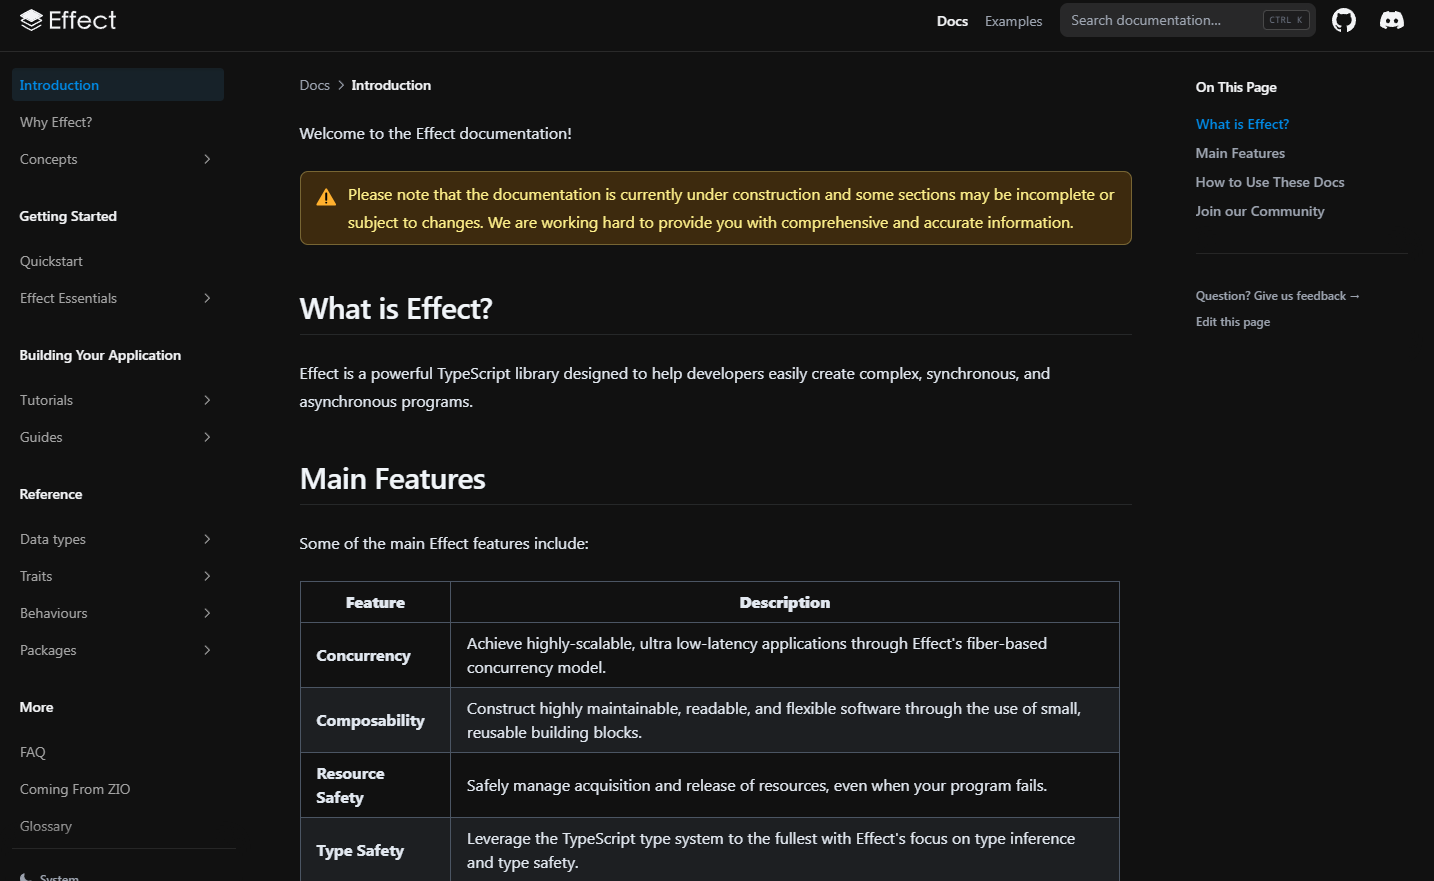 Effect
Docs
Examples
Search documentation...
CTRL K
Introduction
Why Effect?
Concepts
Getting Started
Quickstart
Effect Essentials
Building Your Application
Tutorials
Guides
Reference
Data types
Traits
Behaviours
Packages
More
FAQ
Coming From ZIO
Glossary
System
Docs > Introduction
Welcome to the Effect documentation!
Please note that the documentation is currently under construction and some sections may be incomplete or
subject to changes. We are working hard to provide you with comprehensive and accurate information.
What is Effect?
Effect is a powerful TypeScript library designed to help developers easily create complex, synchronous, and
asynchronous programs.
Main Features
Some of the main Effect features include:
Feature
Description
Concurrency
Achieve highly-scalable, ultra low-latency applications through Effect's fiber-based
concurrency model.
Composability
Construct highly maintainable, readable, and flexible software through the use of small,
reusable building blocks.
Resource
Safety
Safely manage acquisition and release of resources, even when your program fails.
Type Safety
Leverage the TypeScript type system to the fullest with Effect's focus on type inference
and type safety.
On This Page
What is Effect?
Main Features
How to Use These Docs
Join our Community
Question? Give us feedback →
Edit this page